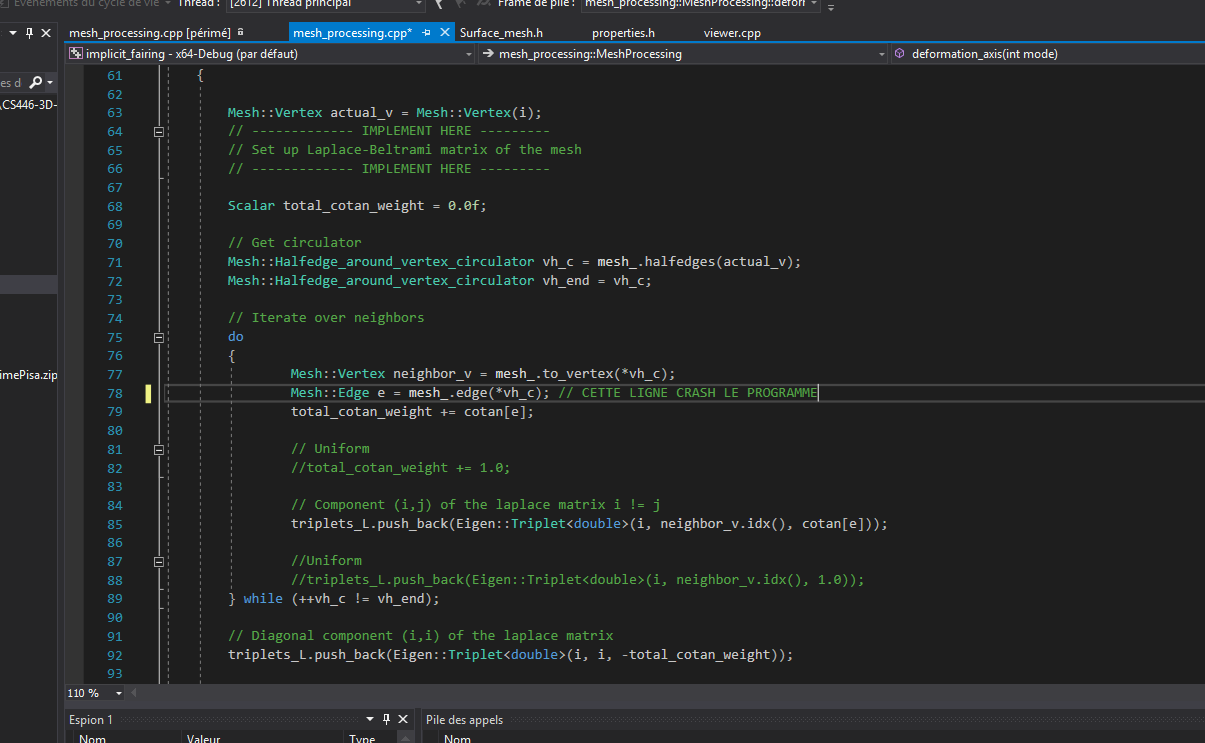 Événements du cycle de vie Thread : [2612] Thread principal Frame de pile : mesh_processing::MeshProcessing::deform
mesh_processing.cpp [périmé] mesh_processing.cpp* Surface_mesh.h properties.h viewer.cpp
implicit_fairing - x64-Debug (par défaut) mesh_processing::MeshProcessing deformation_axis(int mode)
es d
\CS446-3D-
imePisa.zip
61 {
62
63 Mesh::Vertex actual_v = Mesh::Vertex(i);
64 // ------------- IMPLEMENT HERE ---------
65 // Set up Laplace-Beltrami matrix of the mesh
66 // ------------- IMPLEMENT HERE ---------
67
68 Scalar total_cotan_weight = 0.0f;
69
70 // Get circulator
71 Mesh::Halfedge_around_vertex_circulator vh_c = mesh_.halfedges(actual_v);
72 Mesh::Halfedge_around_vertex_circulator vh_end = vh_c;
73
74 // Iterate over neighbors
75 do
76 {
77 Mesh::Vertex neighbor_v = mesh_.to_vertex(*vh_c);
78 Mesh::Edge e = mesh_.edge(*vh_c); // CETTE LIGNE CRASH LE PROGRAMME
79 total_cotan_weight += cotan[e];
80
81 // Uniform
82 //total_cotan_weight += 1.0;
83
84 // Component (i,j) of the laplace matrix i != j
85 triplets_L.push_back(Eigen::Triplet<double>(i, neighbor_v.idx(), cotan[e]));
86
87 //Uniform
88 //triplets_L.push_back(Eigen::Triplet<double>(i, neighbor_v.idx(), 1.0));
89 } while (++vh_c != vh_end);
90
91 // Diagonal component (i,i) of the laplace matrix
92 triplets_L.push_back(Eigen::Triplet<double>(i, i, -total_cotan_weight));
93
110 %
Espion 1 Pile des appels
Nom Valeur Type Nom